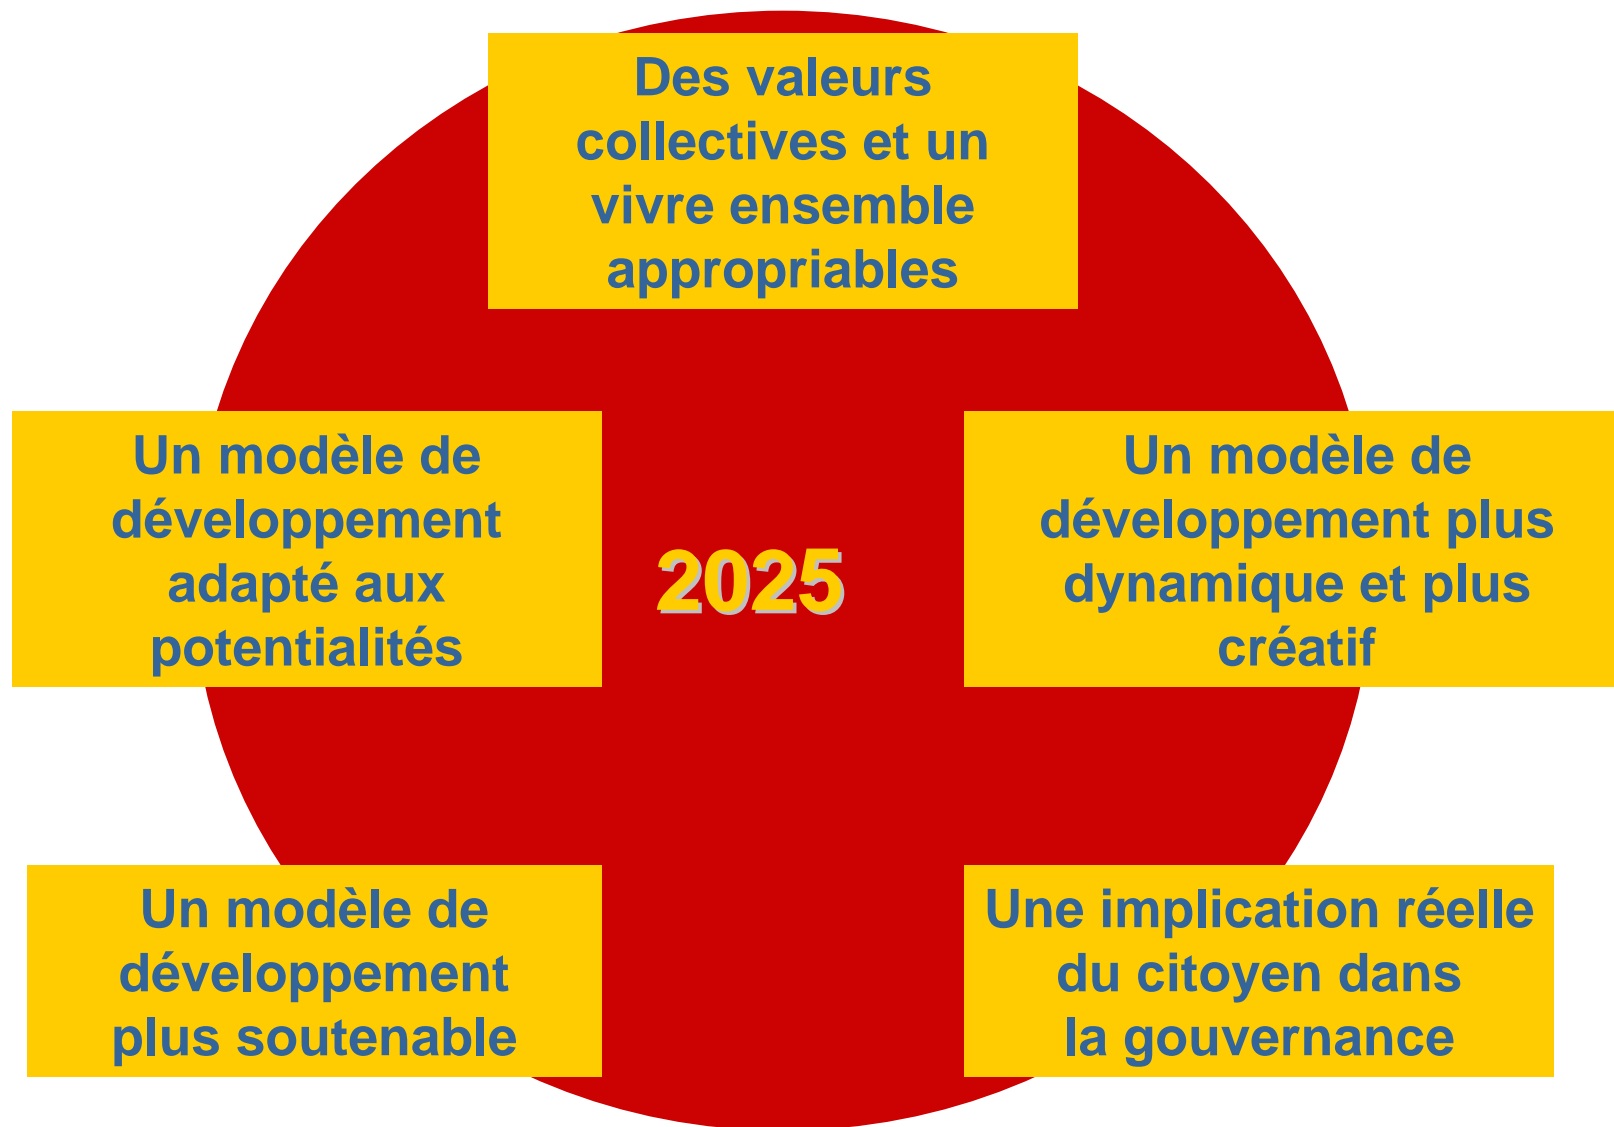 Des valeurs
collectives et un
vivre ensemble
appropriables
Un modèle de
développement
adapté aux
potentialités
2025
Un modèle de
développement plus
dynamique et plus
créatif
Un modèle de
développement
plus soutenable
Une implication réelle
du citoyen dans
la gouvernance